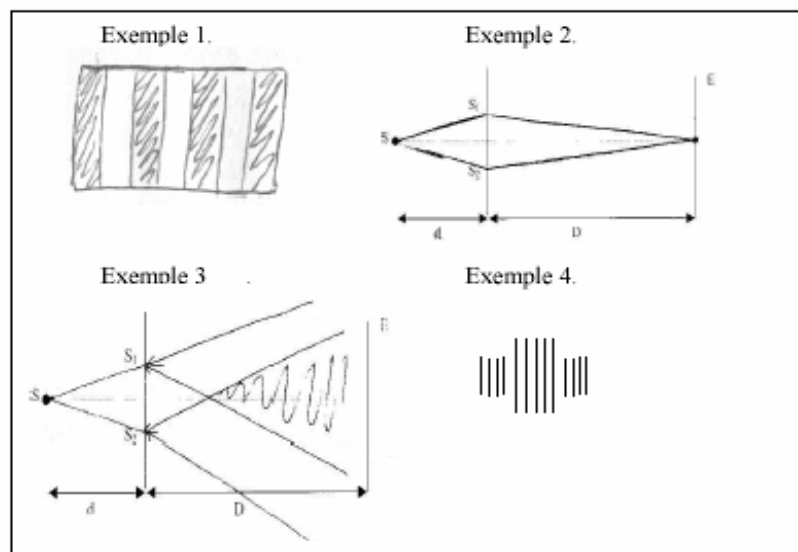 Exemple 1.
Exemple 2.
S₁
E
S
S₂
d
D
Exemple 3
Exemple 4.
S₁
E
S
S₂
d
D